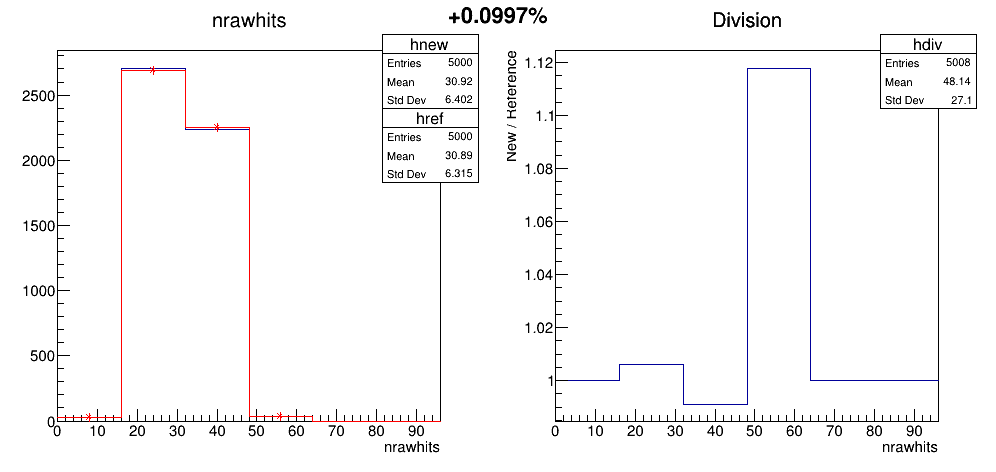 +0.0997%
nrawhits
hnew
Entries 5000
Mean 30.92
Std Dev 6.402
href
Entries 5000
Mean 30.89
Std Dev 6.315
2500
2000
1500
1000
500
0
0 10 20 30 40 50 60 70 80 90
nrawhits
Division
hdiv
Entries 5008
Mean 48.14
Std Dev 27.1
New / Reference
1.12
1.1
1.08
1.06
1.04
1.02
1
0 10 20 30 40 50 60 70 80 90
nrawhits